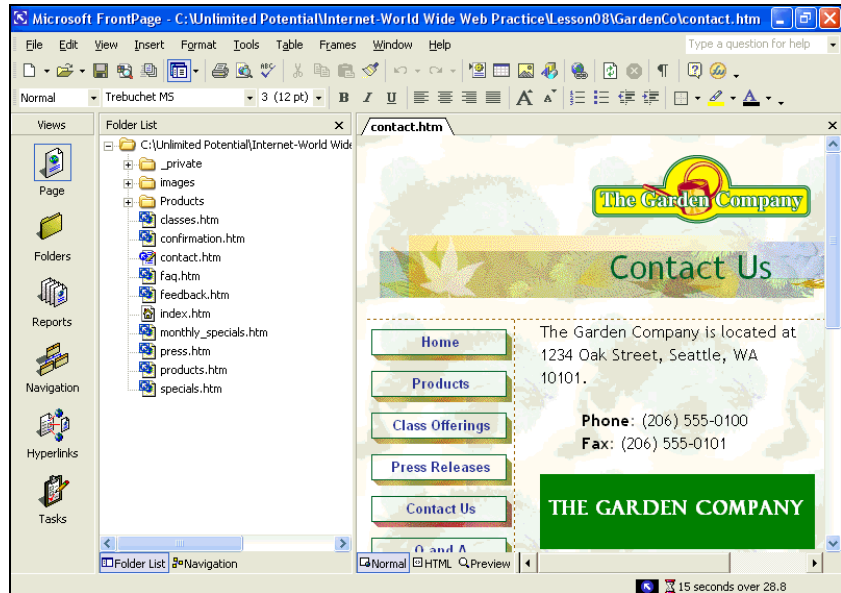 Microsoft FrontPage - C:\Unlimited Potential\Internet-World Wide Web Practice\Lesson08\GardenCo\contact.htm
File Edit View Insert Format Tools Table Frames Window Help
Type a question for help
Normal Trebuchet MS 3 (12 pt) B I U A A A
Views
Page
Folders
Reports
Navigation
Hyperlinks
Tasks
Folder List
C:\Unlimited Potential\Internet-World Wide
_private
images
Products
classes.htm
confirmation.htm
contact.htm
faq.htm
feedback.htm
index.htm
monthly_specials.htm
press.htm
products.htm
specials.htm
Folder List Navigation
contact.htm
The Garden Company
Contact Us
Home
Products
Class Offerings
Press Releases
Contact Us
Q and A
The Garden Company is located at
1234 Oak Street, Seattle, WA
10101.
Phone: (206) 555-0100
Fax: (206) 555-0101
THE GARDEN COMPANY
Normal HTML Preview
15 seconds over 28.8